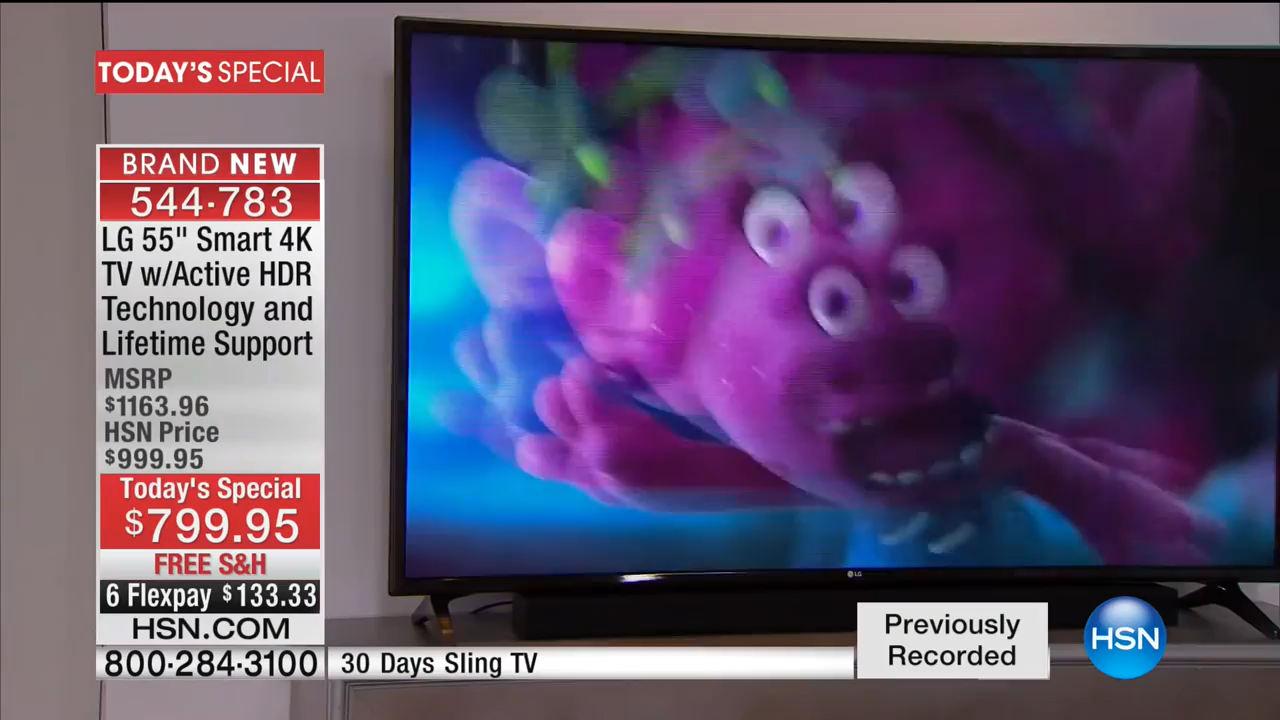 TODAY'S SPECIAL
BRAND NEW
544·783
LG 55" Smart 4K
TV w/Active HDR
Technology and
Lifetime Support
MSRP
$1163.96
HSN Price
$999.95
Today's Special
$799.95
FREE S&H
6 Flexpay $133.33
HSN.COM
800·284·3100
30 Days Sling TV
LG
Previously
Recorded
HSN